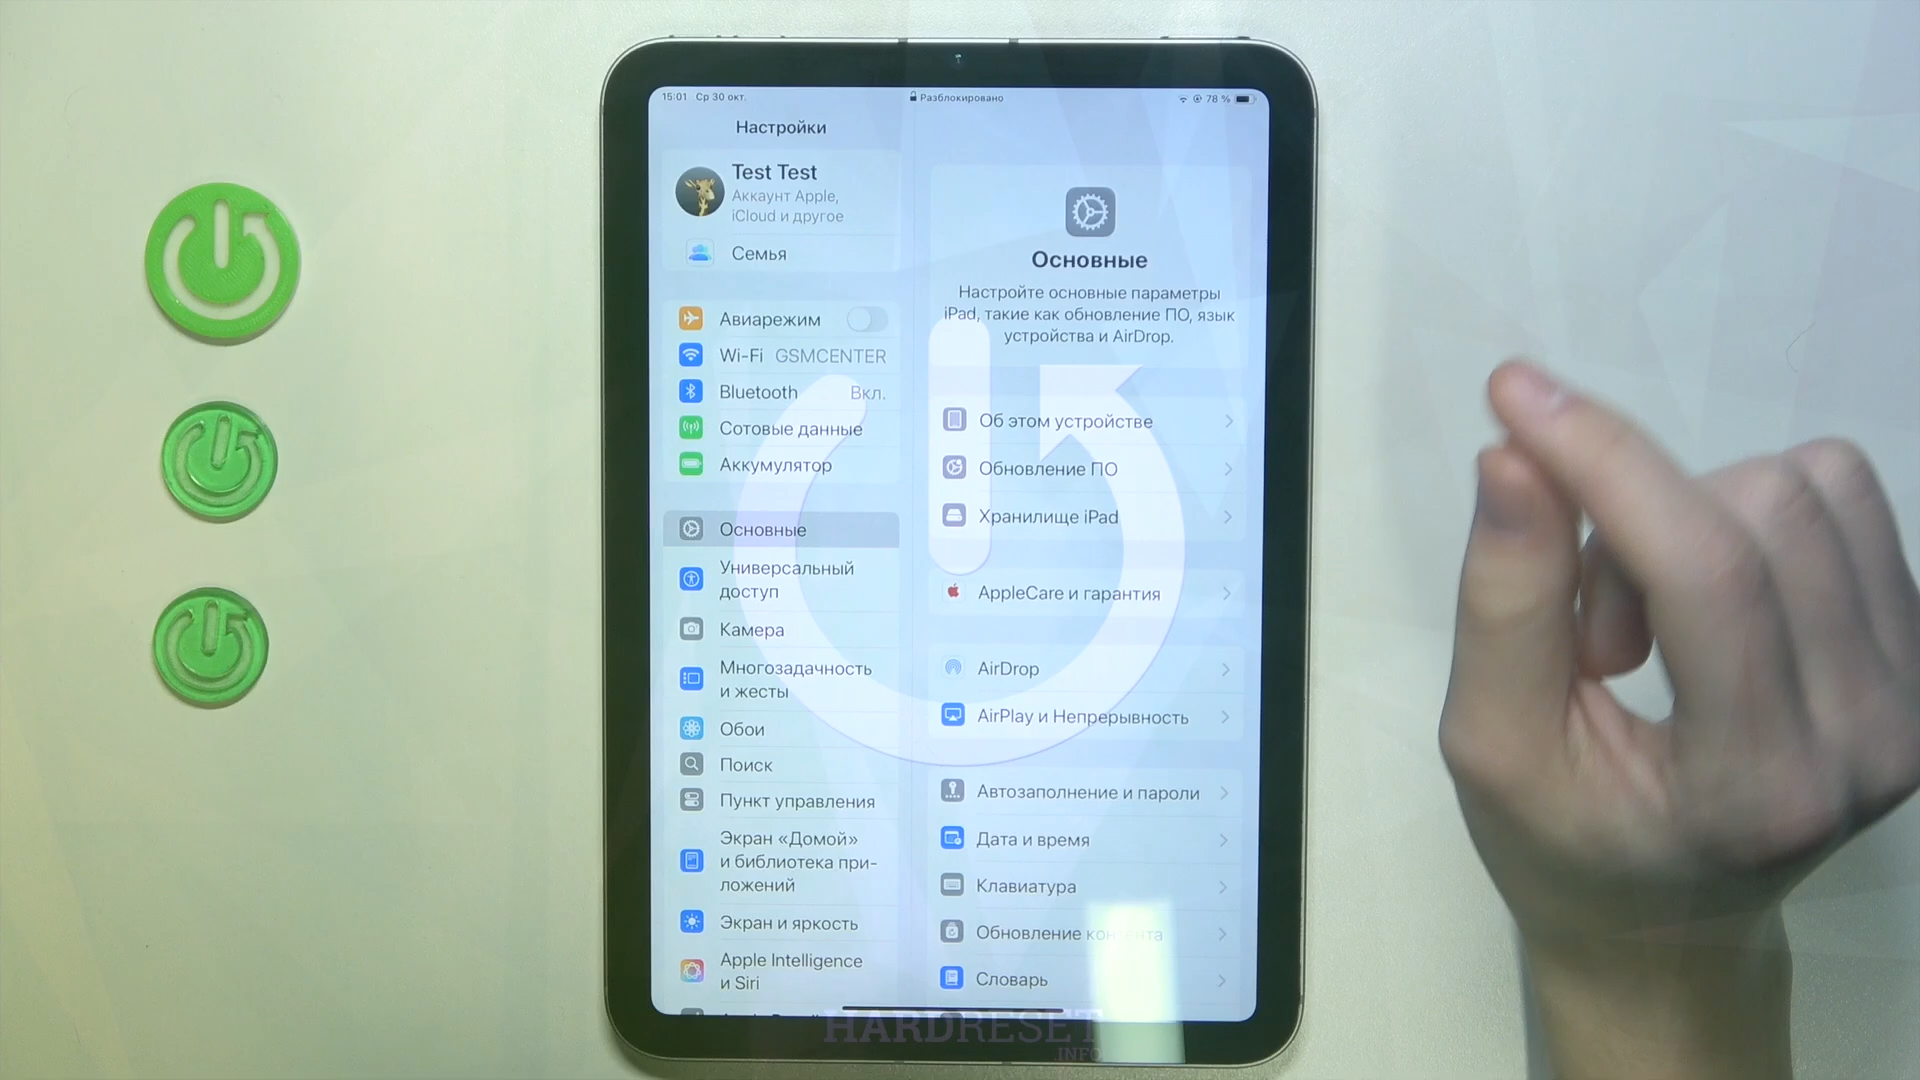 15:01 Ср 30 окт.
Разблокировано
78 %
Настройки
Test Test
Аккаунт Apple,
iCloud и другое
Семья
Авиарежим
Wi-Fi GSMCENTER
Bluetooth Вкл.
Сотовые данные
Аккумулятор
Основные
Универсальный
доступ
Камера
Многозадачность
и жесты
Обои
Поиск
Пункт управления
Экран «Домой»
и библиотека при-
ложений
Экран и яркость
Apple Intelligence
и Siri
Основные
Настройте основные параметры
iPad, такие как обновление ПО, язык
устройства и AirDrop.
Об этом устройстве
Обновление ПО
Хранилище iPad
AppleCare и гарантия
AirDrop
AirPlay и Непрерывность
Автозаполнение и пароли
Дата и время
Клавиатура
Обновление контента
Словарь
HARDRESET
.INFO